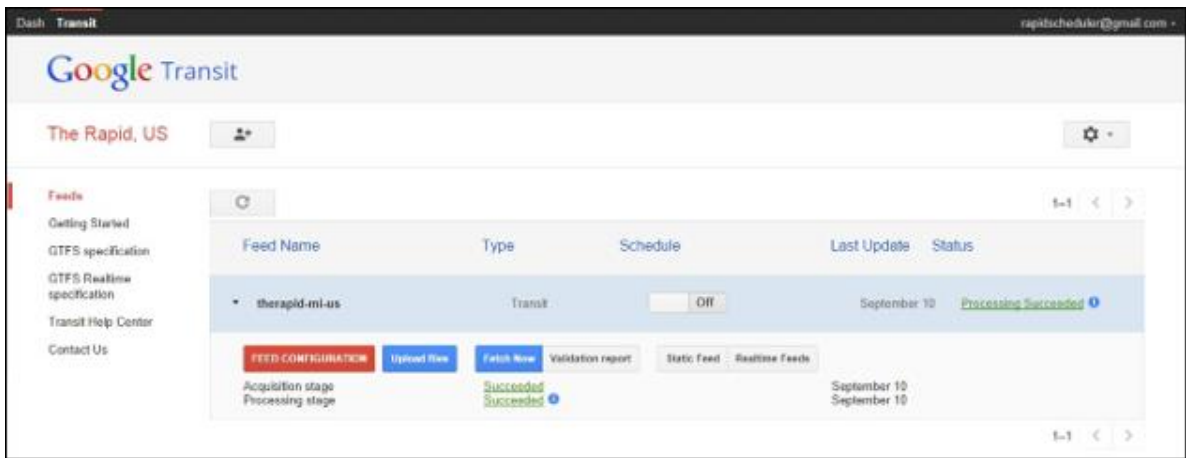 Dash Transit rapidscheduler@gmail.com
Google Transit
The Rapid, US
Feeds
Getting Started
GTFS specification
GTFS Realtime
specification
Transit Help Center
Contact Us
1–1
Feed Name Type Schedule Last Update Status
therapid-mi-us Transit Off September 10 Processing Succeeded
FEED CONFIGURATION Upload files Fetch Now Validation report Static Feed Realtime Feeds
Acquisition stage Succeeded September 10
Processing stage Succeeded September 10
1–1